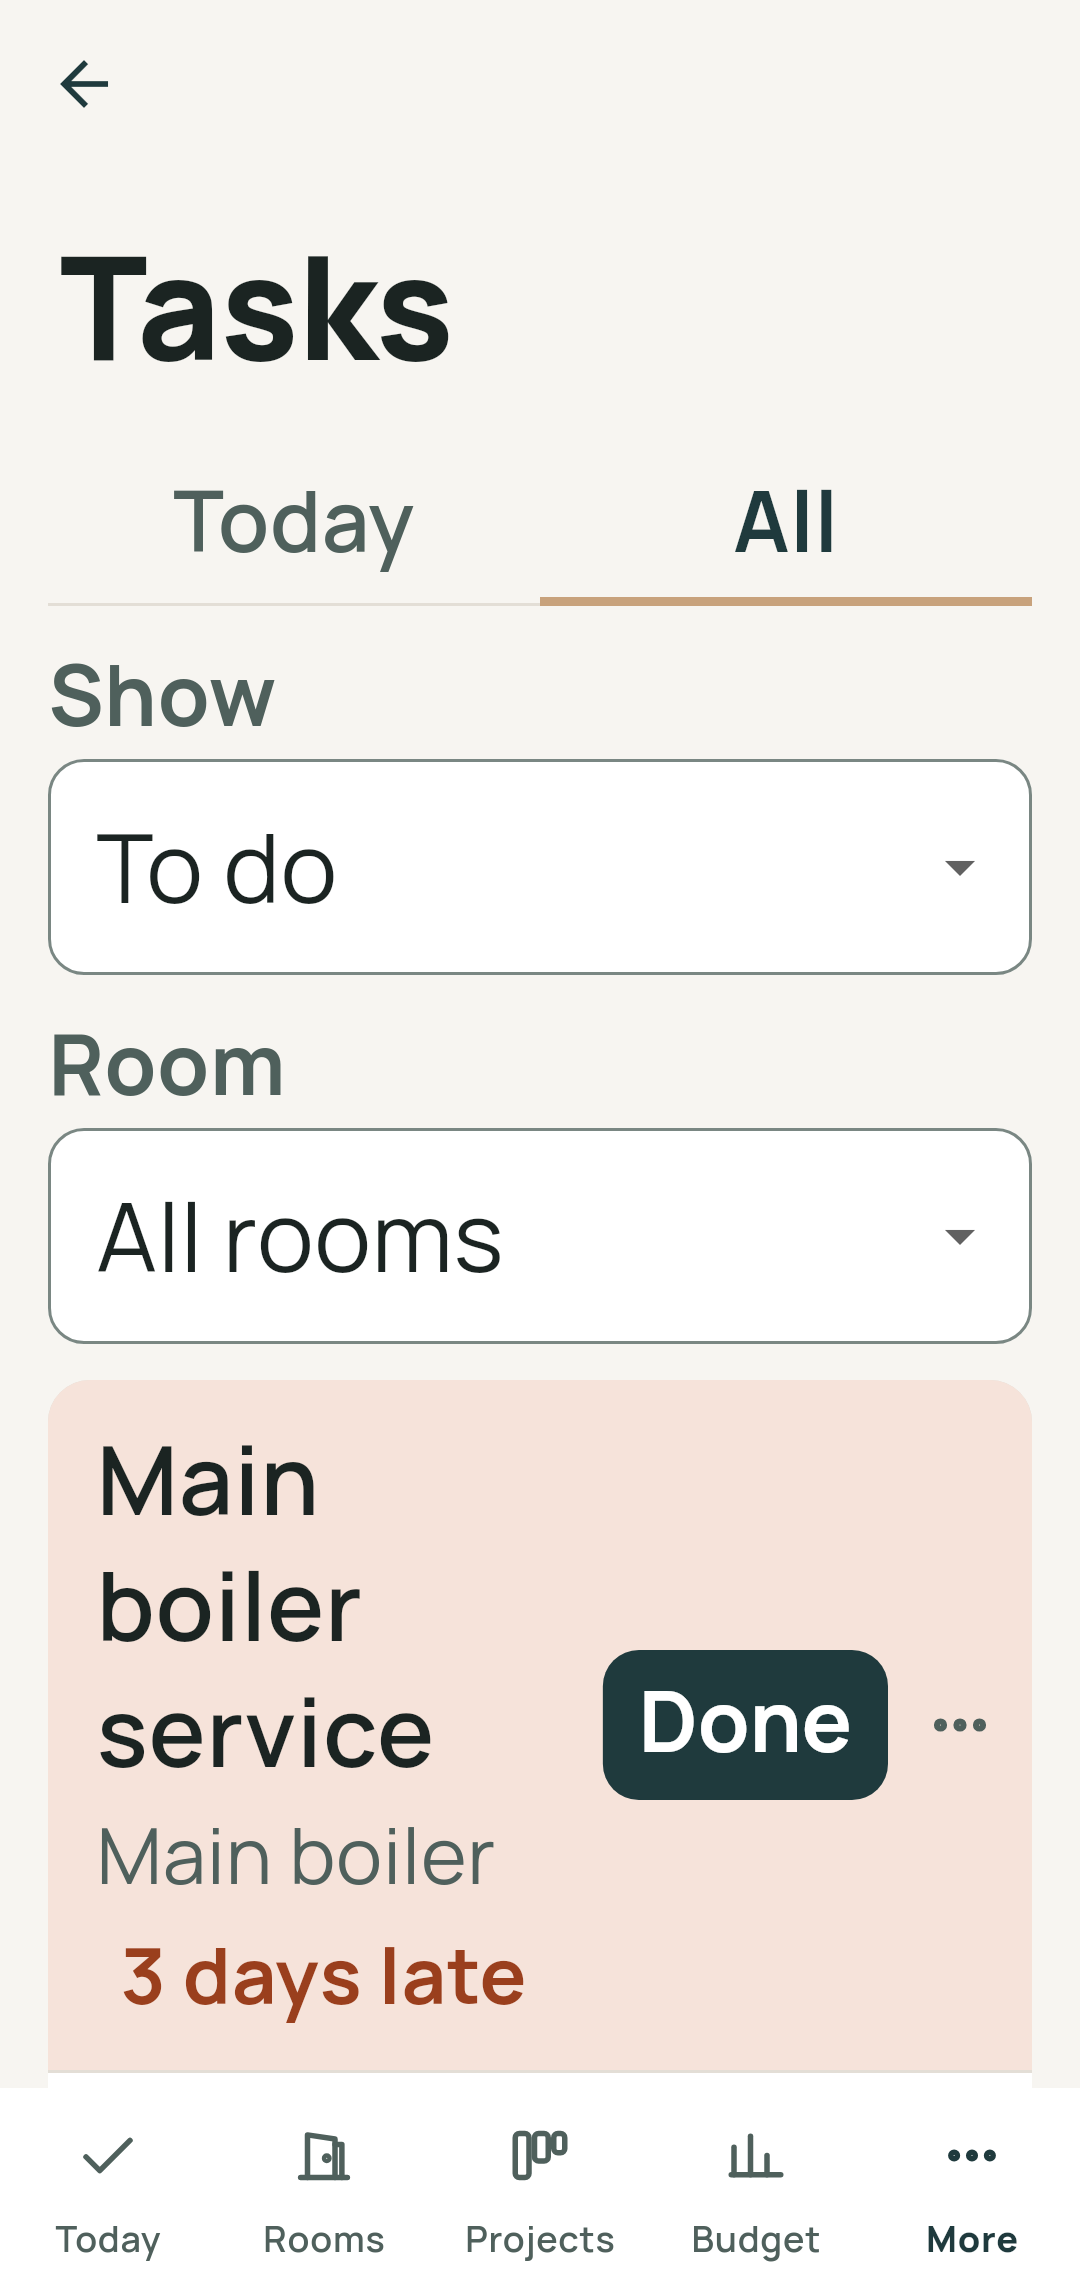 Tasks
Today All
Show
To do
Room
All rooms
Main
boiler
service
Done
Main boiler
3 days late
Today Rooms Projects Budget More